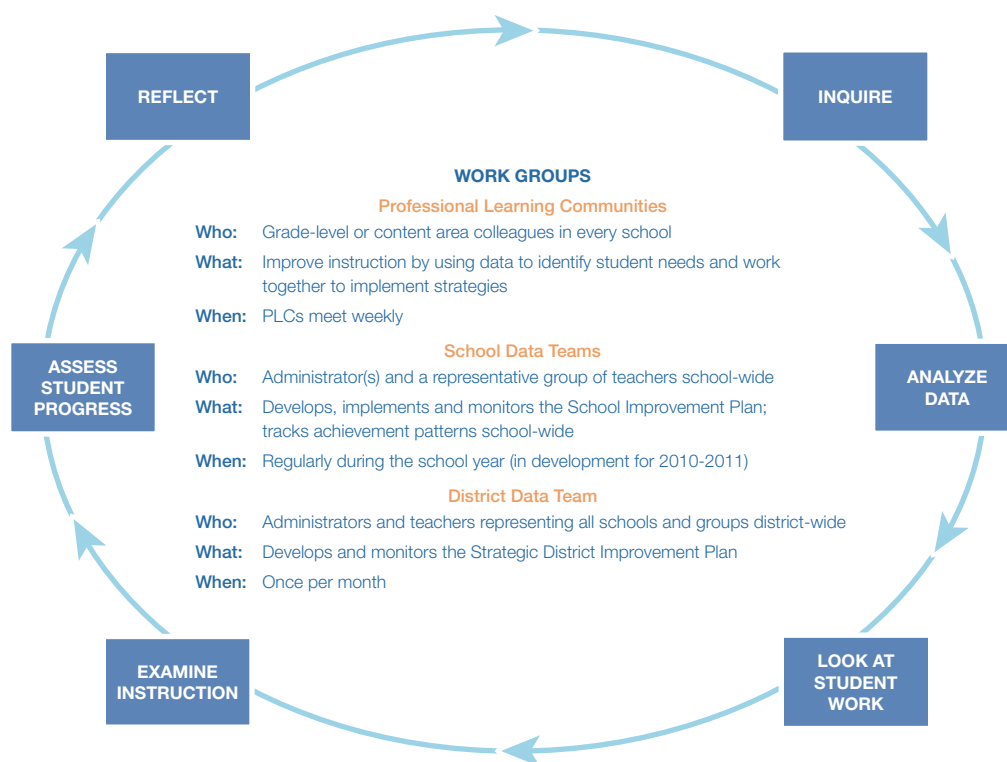 REFLECT
INQUIRE
WORK GROUPS
Professional Learning Communities
Who: Grade-level or content area colleagues in every school
What: Improve instruction by using data to identify student needs and work
together to implement strategies
When: PLCs meet weekly
ASSESS
STUDENT
PROGRESS
ANALYZE
DATA
School Data Teams
Who: Administrator(s) and a representative group of teachers school-wide
What: Develops, implements and monitors the School Improvement Plan;
tracks achievement patterns school-wide
When: Regularly during the school year (in development for 2010-2011)
District Data Team
Who: Administrators and teachers representing all schools and groups district-wide
What: Develops and monitors the Strategic District Improvement Plan
When: Once per month
EXAMINE
INSTRUCTION
LOOK AT
STUDENT
WORK